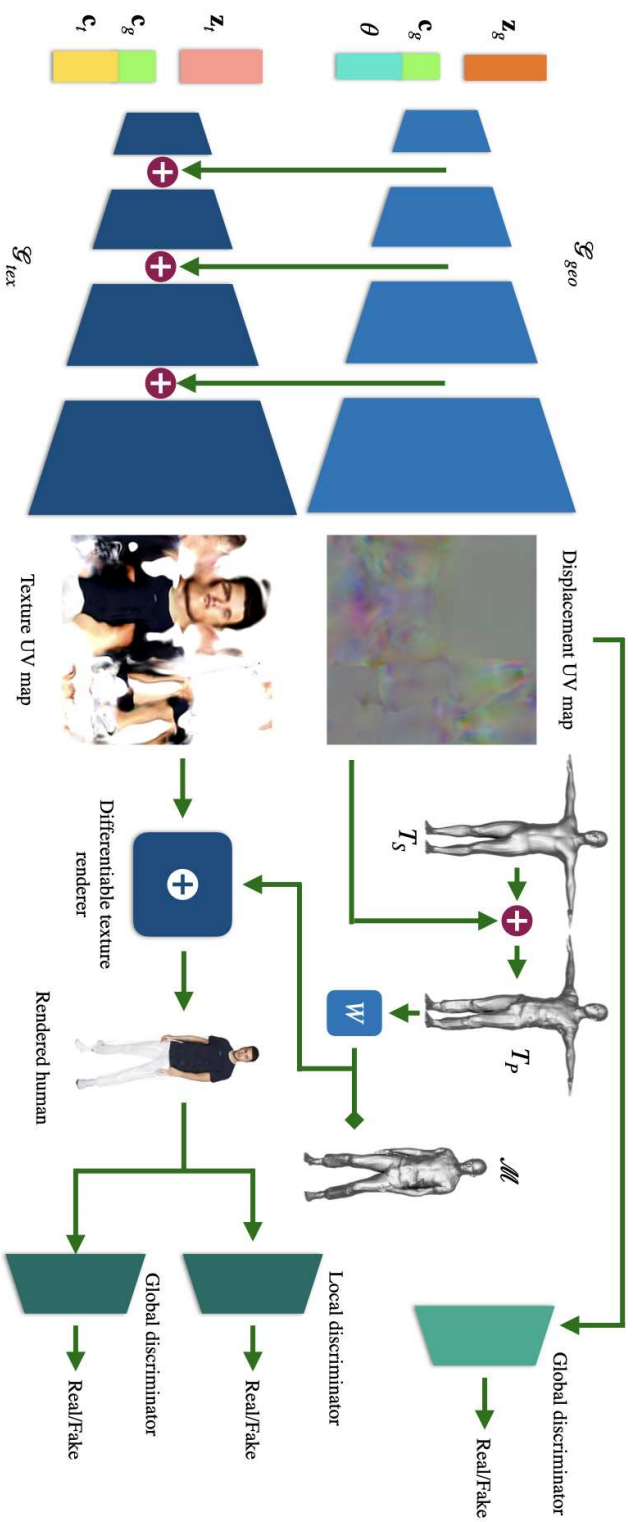 z_g
c_g
θ
𝒢_geo
Displacement UV map
T_S
T_P
W
ℳ
Global discriminator
Real/Fake
z_t
c_g
c_t
𝒢_tex
Texture UV map
Differentiable texture
renderer
Rendered human
Local discriminator
Real/Fake
Global discriminator
Real/Fake